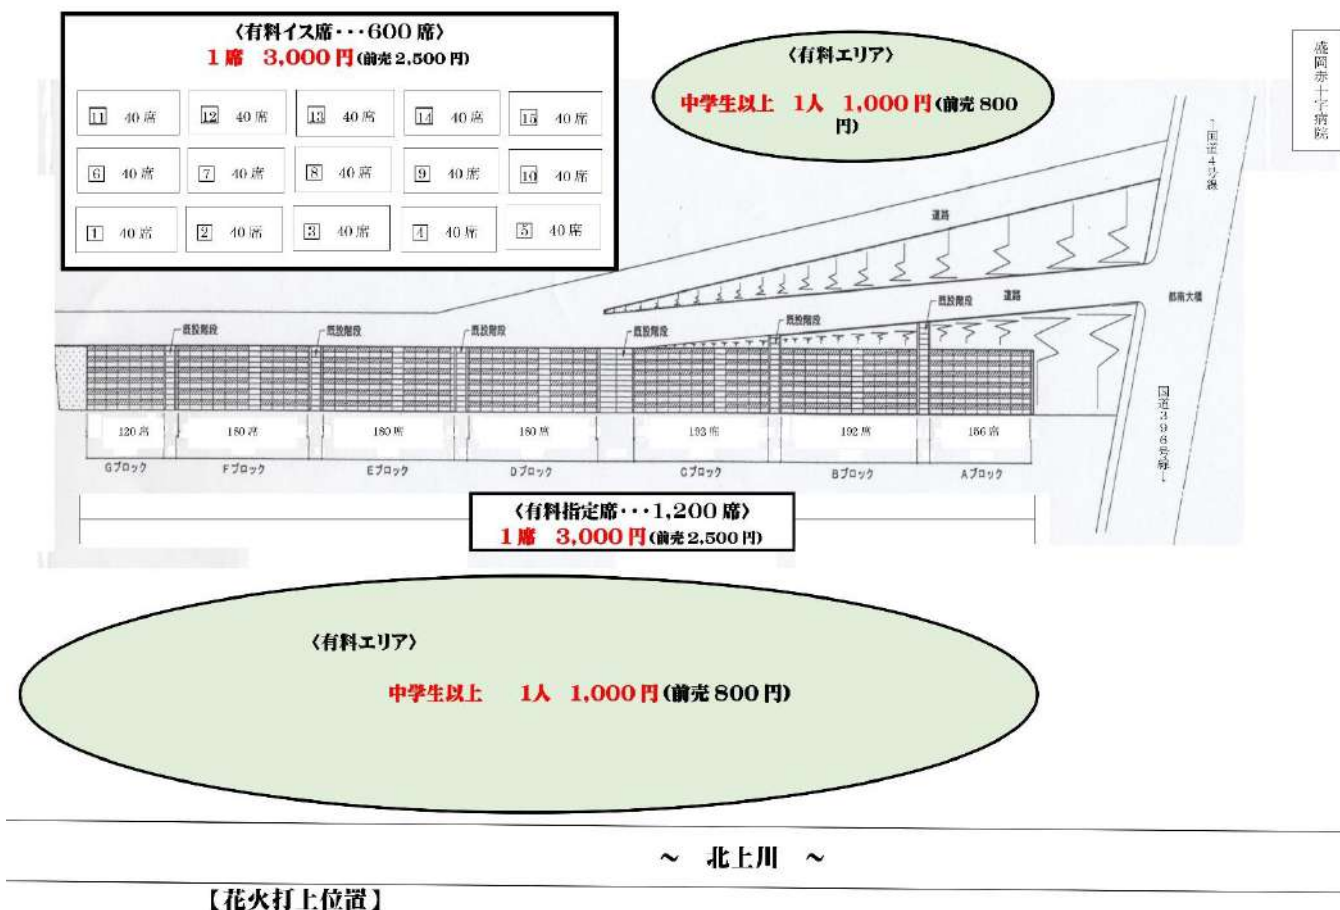 〈有料イス席・・・600席〉
1席 3,000円(前売2,500円)
11 40席 12 40席 13 40席 14 40席 15 40席
6 40席 7 40席 8 40席 9 40席 10 40席
1 40席 2 40席 3 40席 4 40席 5 40席
〈有料エリア〉
中学生以上 1人 1,000円(前売800
円)
盛岡赤十字病院
↑国道4号線
道路
道路
都南大橋
国道396号線↓
既設階段
既設階段
既設階段
既設階段
既設階段
既設階段
120席 180席 180席 180席 192席 192席 156席
Gブロック Fブロック Eブロック Dブロック Cブロック Bブロック Aブロック
〈有料指定席・・・1,200席〉
1席 3,000円(前売2,500円)
〈有料エリア〉
中学生以上 1人 1,000円(前売800円)
~ 北上川 ~
【花火打上位置】